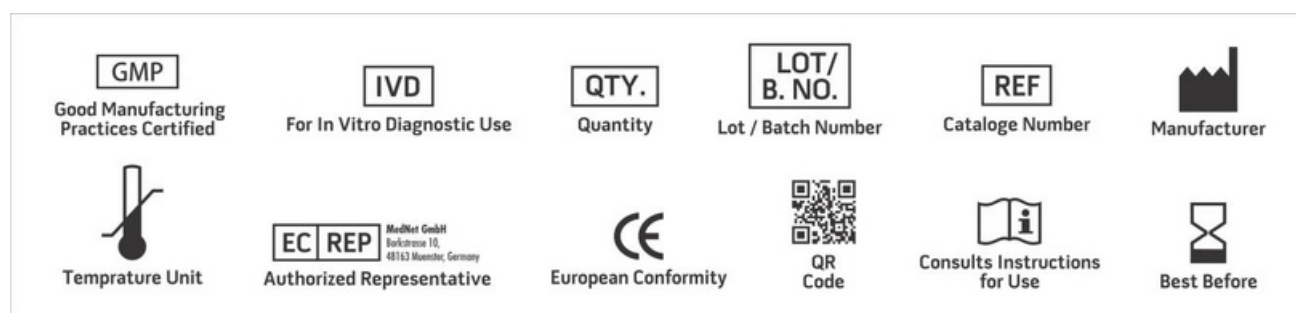 GMP
Good Manufacturing
Practices Certified
IVD
For In Vitro Diagnostic Use
QTY.
Quantity
LOT/
B. NO.
Lot / Batch Number
REF
Cataloge Number
Manufacturer
Temprature Unit
EC REP
MedNet GmbH
Borkstrasse 10,
48163 Muenster, Germany
Authorized Representative
CE
European Conformity
QR
Code
i
Consults Instructions
for Use
Best Before